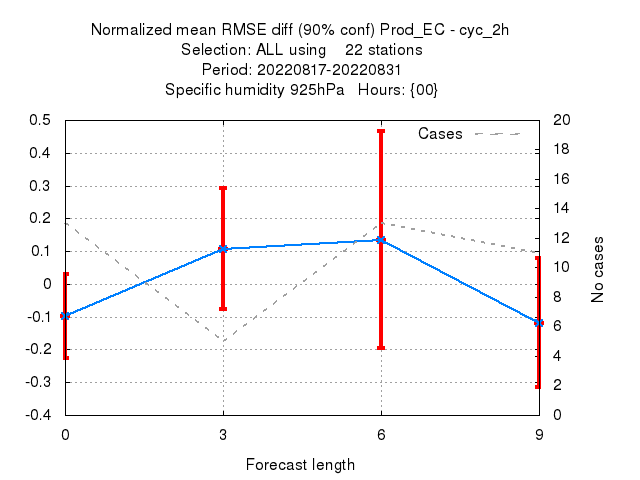 Normalized mean RMSE diff (90% conf) Prod_EC - cyc_2h
Selection: ALL using    22 stations
Period: 20220817-20220831
Specific humidity 925hPa   Hours: {00}
Cases
0.5
0.4
0.3
0.2
0.1
0
-0.1
-0.2
-0.3
-0.4
20
18
16
14
12
10
8
6
4
2
0
No cases
0 3 6 9
Forecast length